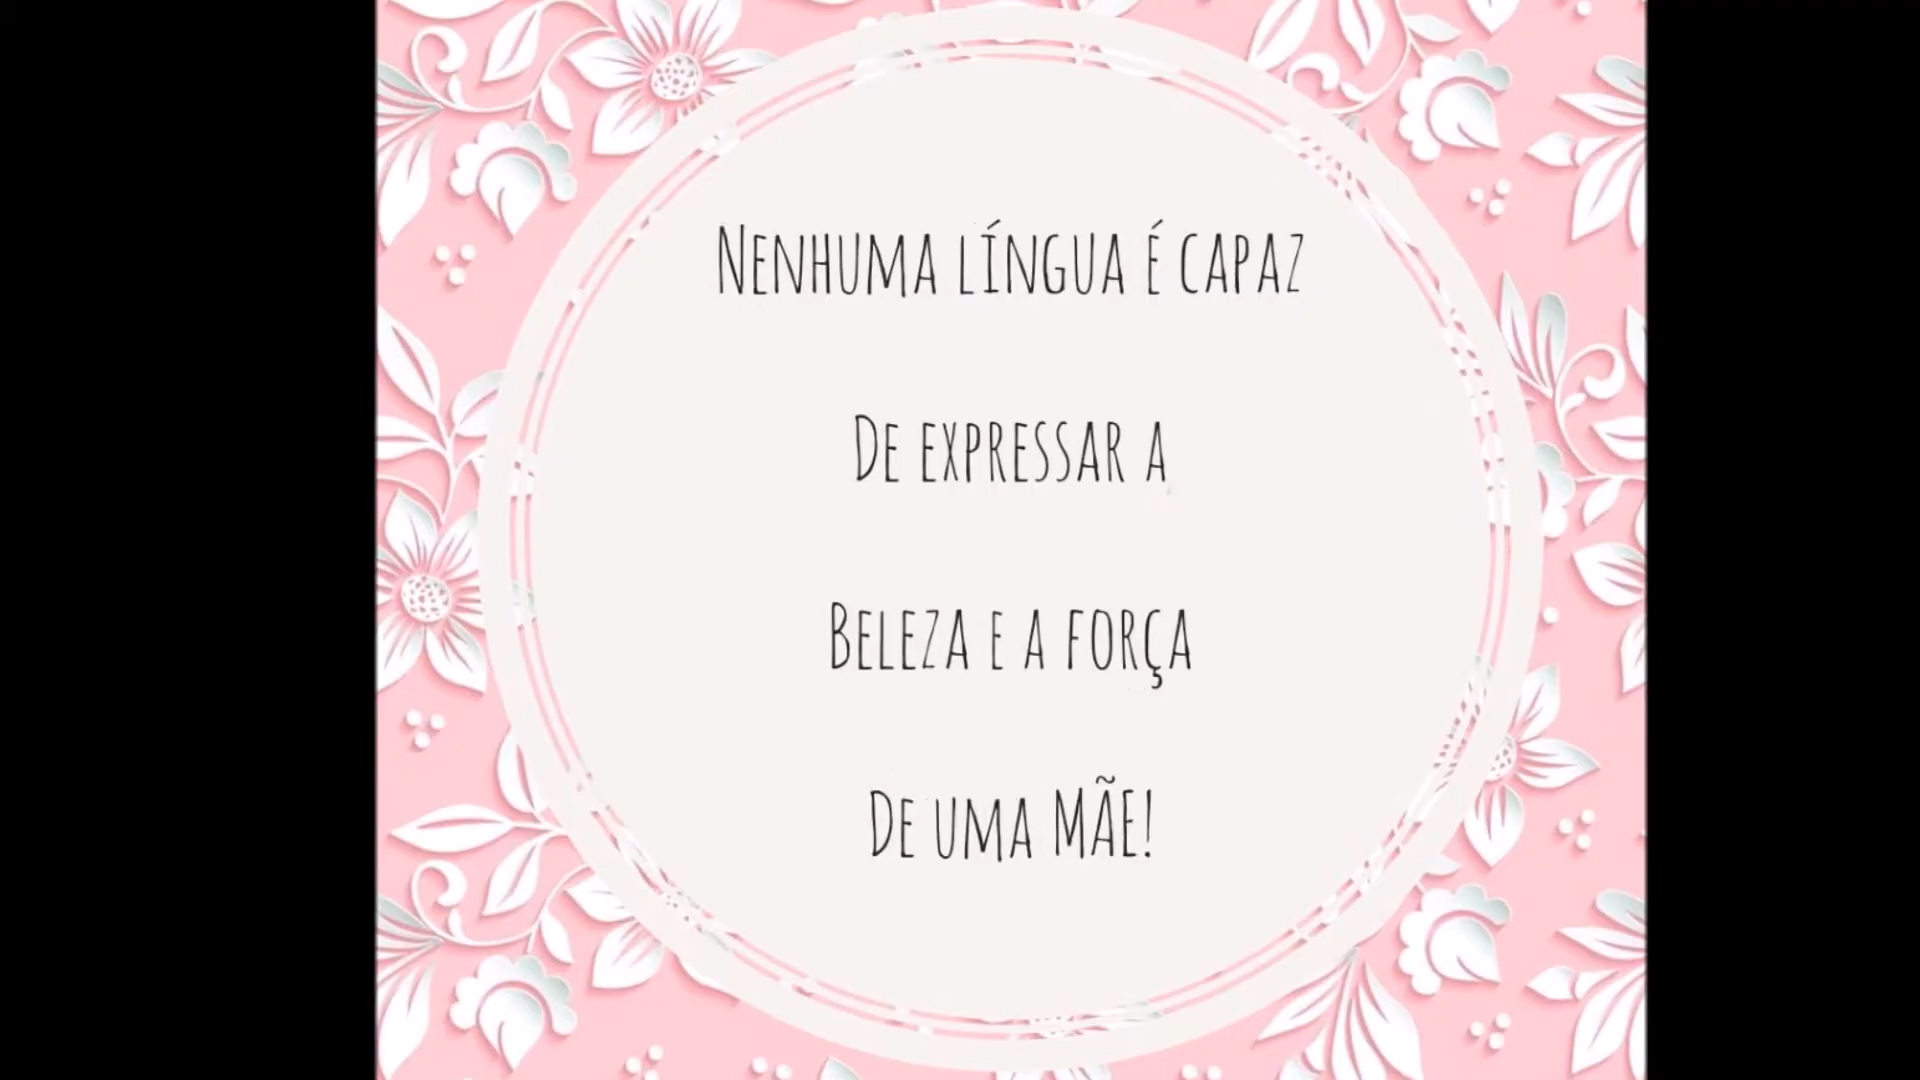 Nenhuma língua é capaz
De expressar a
Beleza e a força
De uma MÃE!